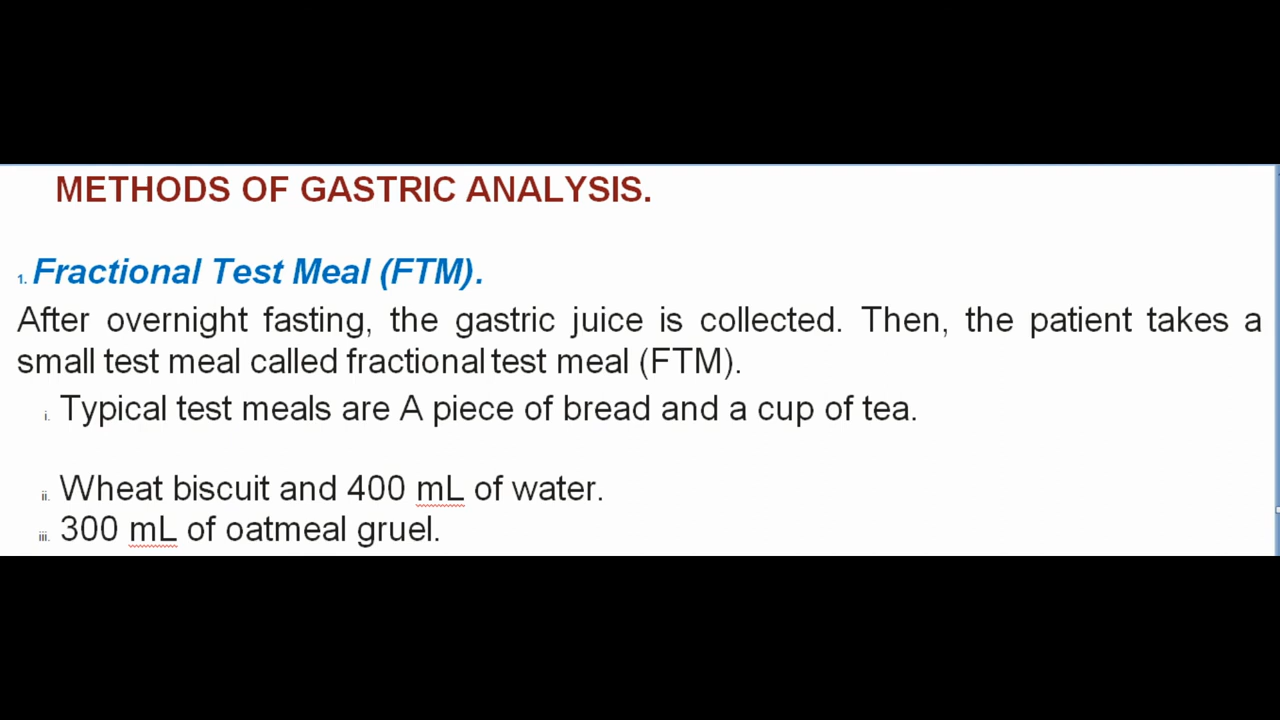 METHODS OF GASTRIC ANALYSIS.
1. Fractional Test Meal (FTM).
After overnight fasting, the gastric juice is collected. Then, the patient takes a
small test meal called fractional test meal (FTM).
i. Typical test meals are A piece of bread and a cup of tea.
ii. Wheat biscuit and 400 mL of water.
iii. 300 mL of oatmeal gruel.